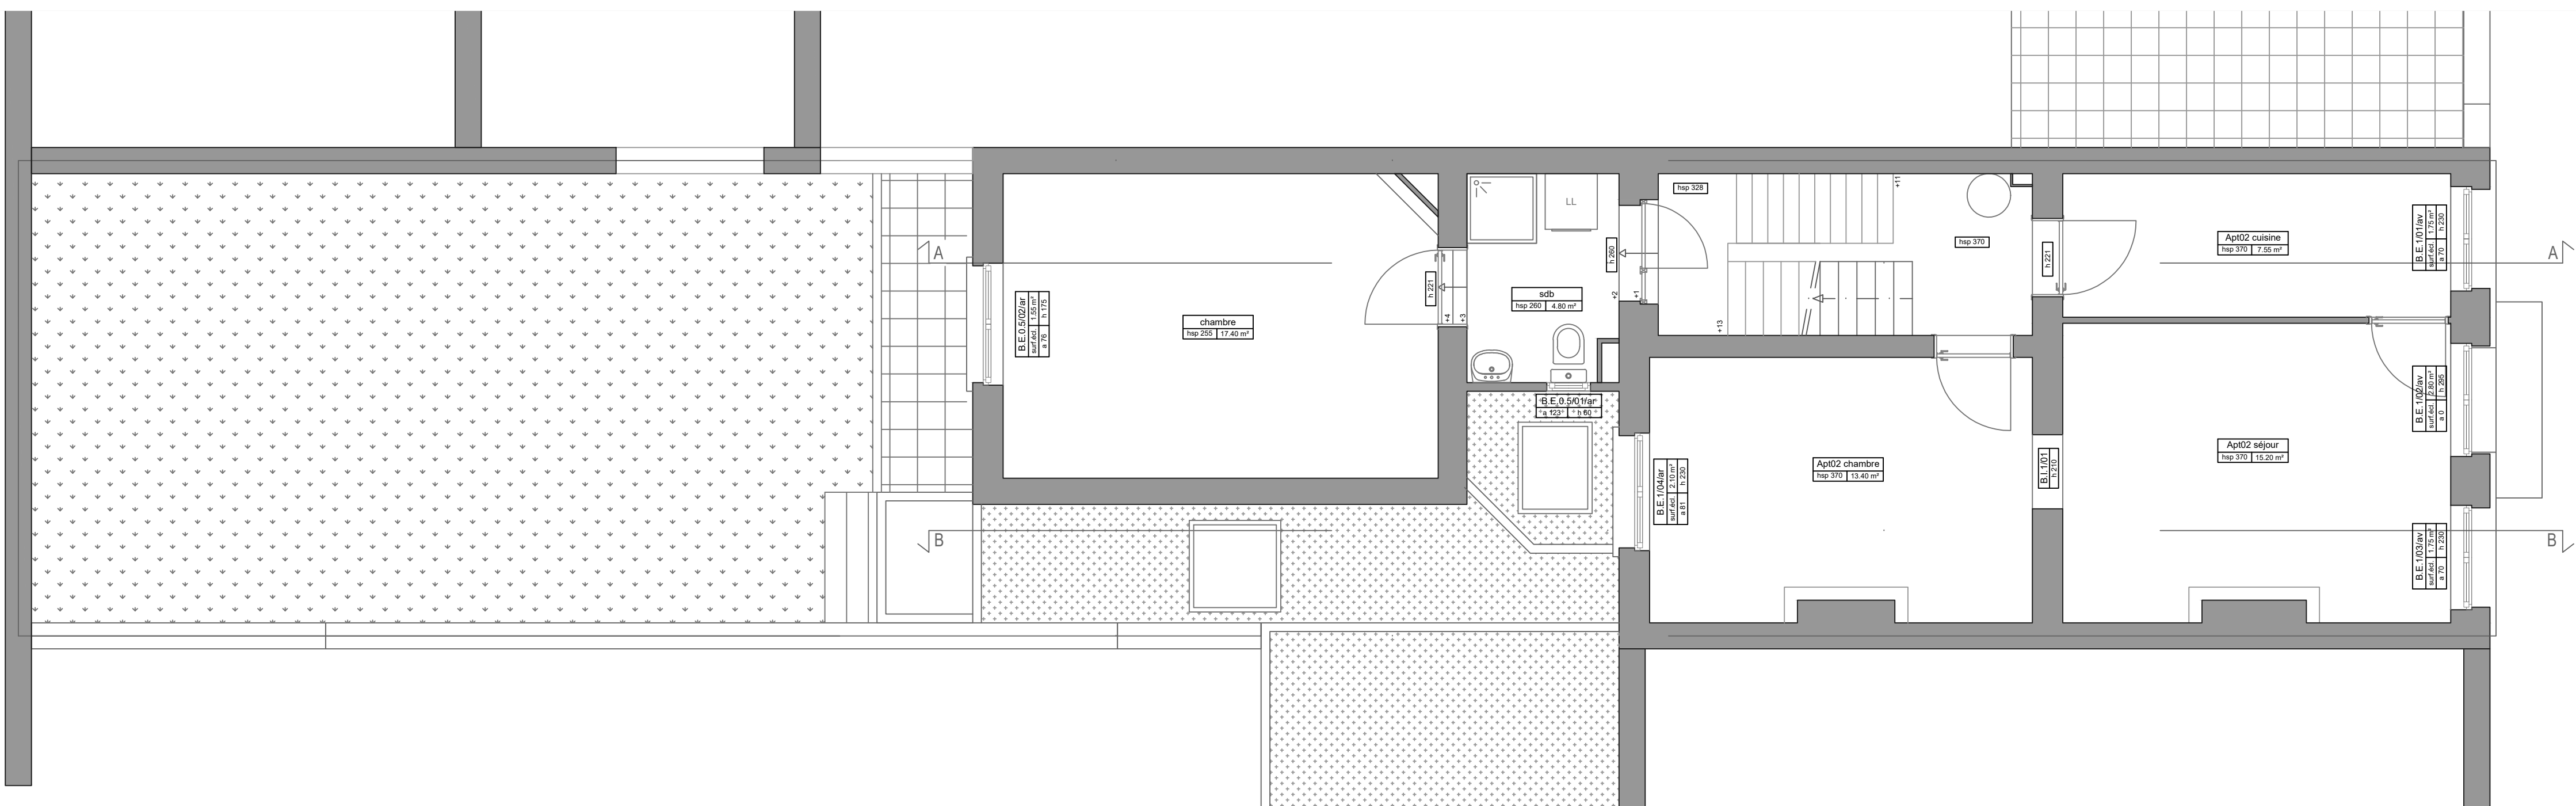 A
B
B.E.0.5/02/ar
surf.écl. 1.55 m²
a 76 h 175
chambre
hsp 255 17.40 m²
h 221
+4
+3
LL
sdb
hsp 260 4.80 m²
h 260
+2
+1
B.E.0.5/01/ar
a 123 h 60
hsp 328
+11
+13
hsp 370
h 221
B.E.1/04/ar
surf.écl. 2.10 m²
a 81 h 230
Apt02 chambre
hsp 370 13.40 m²
B.I.1/01
h 210
Apt02 cuisine
hsp 370 7.55 m²
Apt02 séjour
hsp 370 15.20 m²
B.E.1/01/av
surf.écl. 1.75 m²
a 70 h 230
B.E.1/02/av
surf.écl. 2.80 m²
a 0 h 295
B.E.1/03/av
surf.écl. 1.75 m²
a 70 h 230
A
B